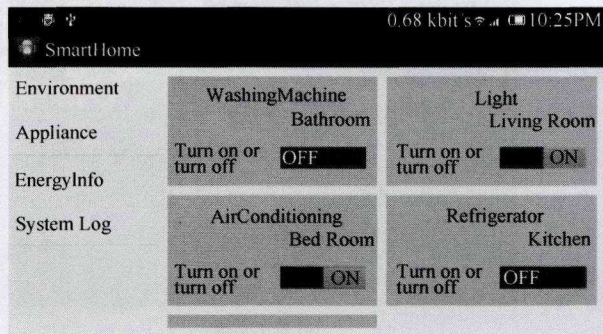 0.68 kbit/s 10:25PM
SmartHome
Environment
Appliance
EnergyInfo
System Log
WashingMachine
Bathroom
Turn on or
turn off
OFF
Light
Living Room
Turn on or
turn off
ON
AirConditioning
Bed Room
Turn on or
turn off
ON
Refrigerator
Kitchen
Turn on or
turn off
OFF